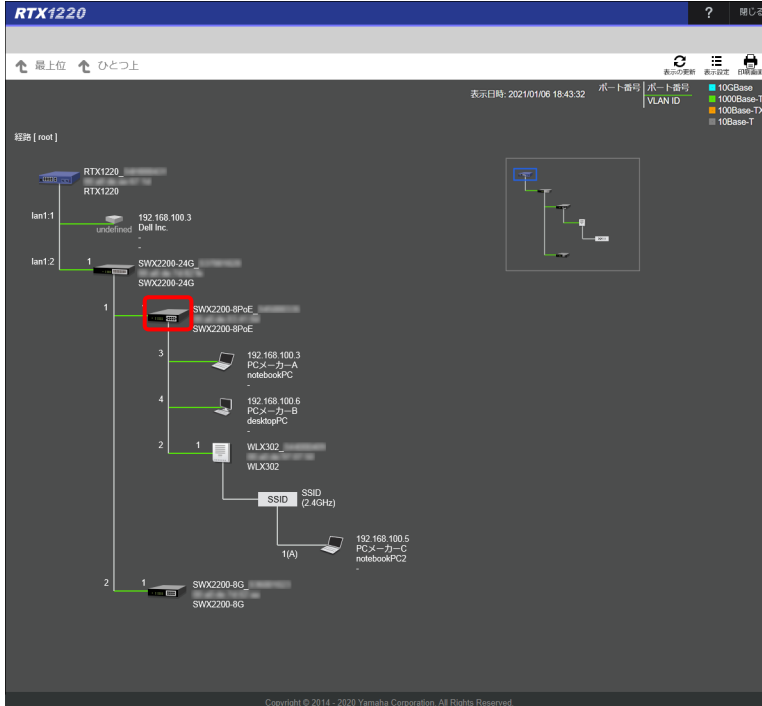 RTX1220
? 閉じる
最上位 ひとつ上
表示の更新 表示設定 印刷画面
表示日時: 2021/01/06 18:43:32
ポート番号 ポート番号
VLAN ID
10GBase
1000Base-T
100Base-TX
10Base-T
経路 [ root ]
RTX1220_
RTX1220
lan1:1
undefined
192.168.100.3
Dell Inc.
-
-
lan1:2 1
SWX2200-24G_
SWX2200-24G
1
SWX2200-8PoE_
SWX2200-8PoE
3
192.168.100.3
PCメーカーA
notebookPC
-
4
192.168.100.6
PCメーカーB
desktopPC
-
2 1
WLX302_
WLX302
SSID
SSID
(2.4GHz)
1(A)
192.168.100.5
PCメーカーC
notebookPC2
-
2 1
SWX2200-8G_
SWX2200-8G
Copyright © 2014 - 2020 Yamaha Corporation. All Rights Reserved.